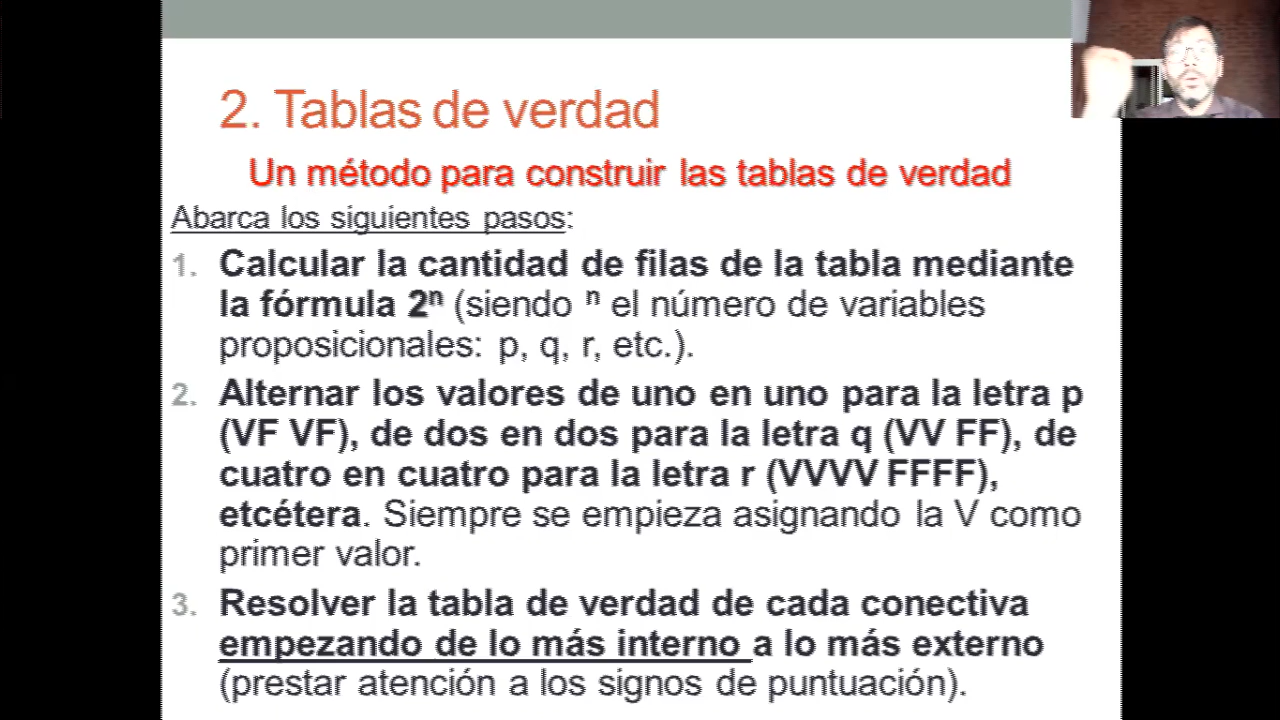 2. Tablas de verdad
Un método para construir las tablas de verdad
Abarca los siguientes pasos:
1. Calcular la cantidad de filas de la tabla mediante
la fórmula 2ⁿ (siendo ⁿ el número de variables
proposicionales: p, q, r, etc.).
2. Alternar los valores de uno en uno para la letra p
(VF VF), de dos en dos para la letra q (VV FF), de
cuatro en cuatro para la letra r (VVVV FFFF),
etcétera. Siempre se empieza asignando la V como
primer valor.
3. Resolver la tabla de verdad de cada conectiva
empezando de lo más interno a lo más externo
(prestar atención a los signos de puntuación).